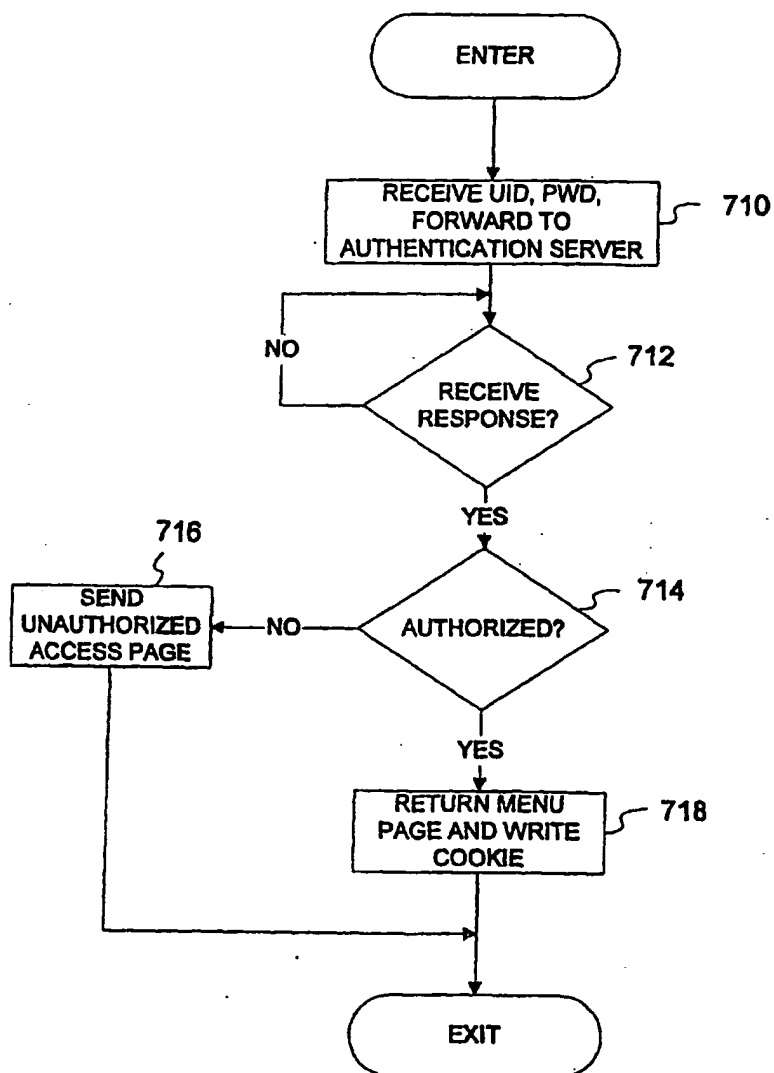 ENTER
RECEIVE UID, PWD,
FORWARD TO
AUTHENTICATION SERVER
710
NO
RECEIVE
RESPONSE?
712
YES
716
SEND
UNAUTHORIZED
ACCESS PAGE
NO
AUTHORIZED?
714
YES
RETURN MENU
PAGE AND WRITE
COOKIE
718
EXIT